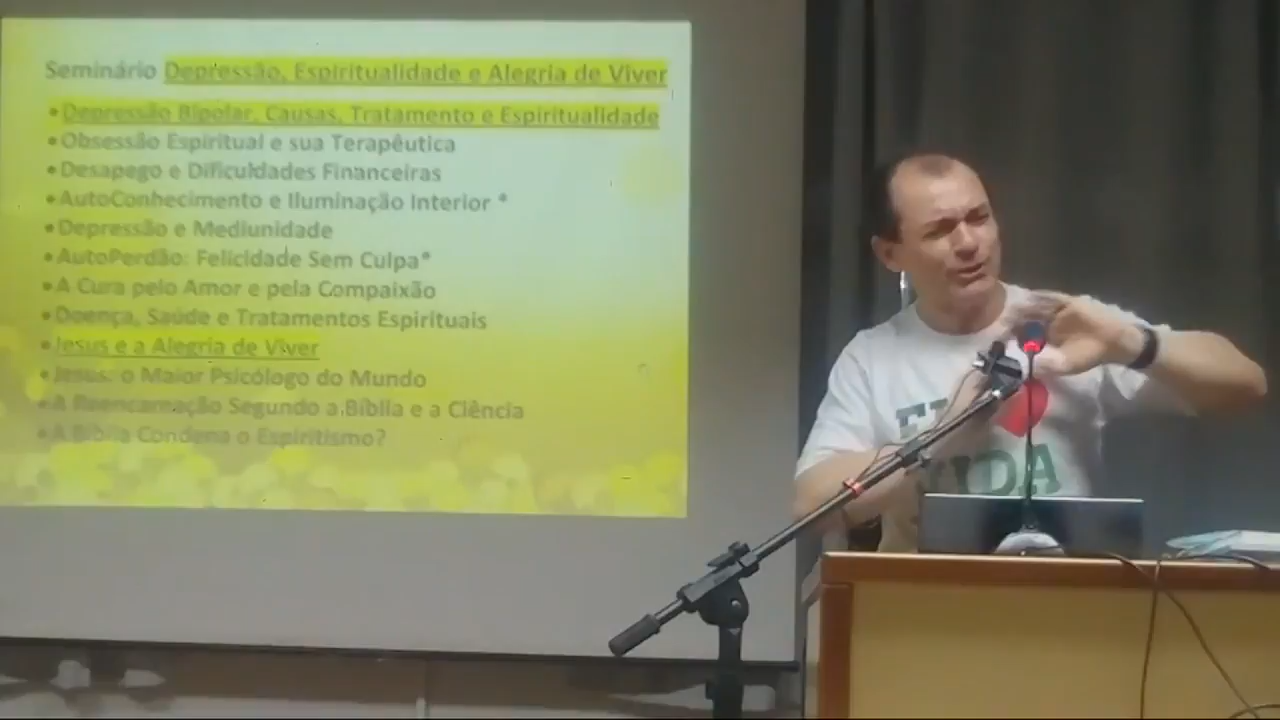 Seminário Depressão, Espiritualidade e Alegria de Viver
• Depressão Bipolar, Causas, Tratamento e Espiritualidade
• Obsessão Espiritual e sua Terapêutica
• Desapego e Dificuldades Financeiras
• AutoConhecimento e Iluminação Interior *
• Depressão e Mediunidade
• AutoPerdão: Felicidade Sem Culpa*
• A Cura pelo Amor e pela Compaixão
• Doença, Saúde e Tratamentos Espirituais
• Jesus e a Alegria de Viver
• Jesus: o Maior Psicólogo do Mundo
• A Reencarnação Segundo a Bíblia e a Ciência
• A Bíblia Condena o Espiritismo?
VIDA